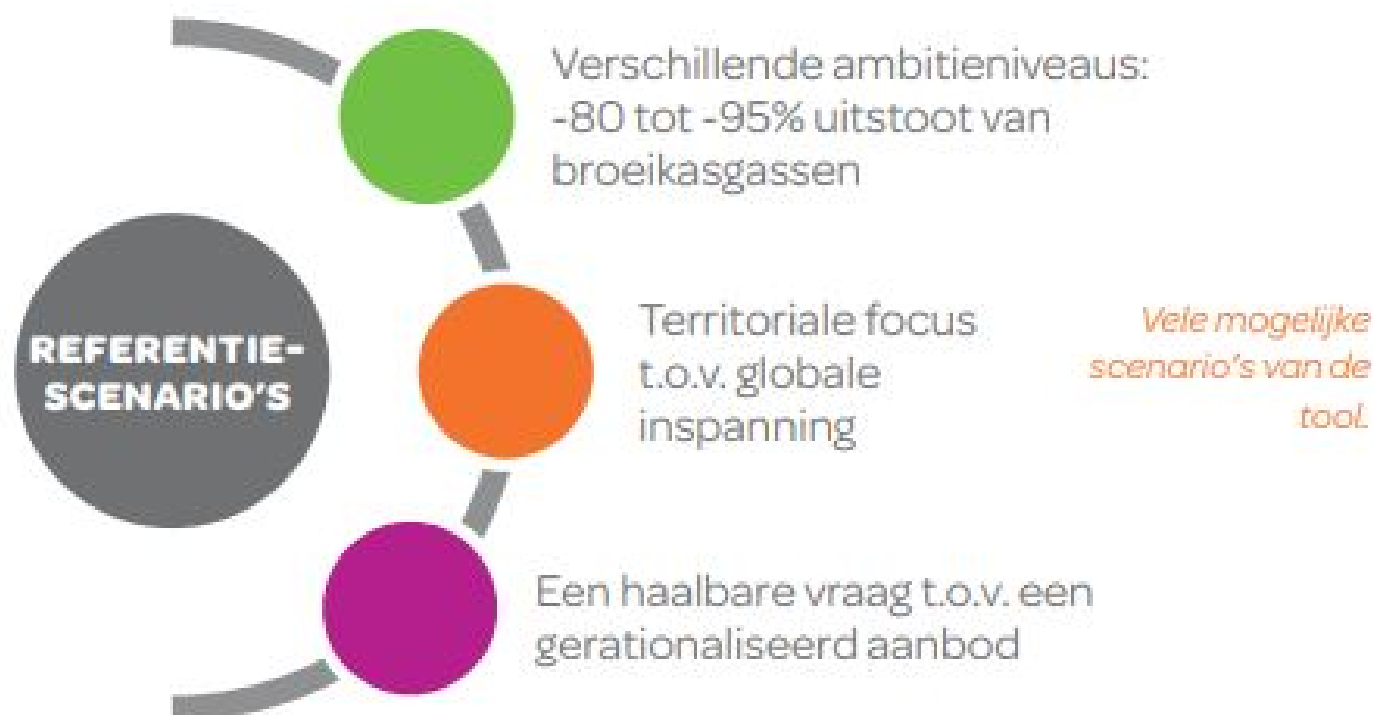 Verschillende ambitieniveaus:
-80 tot -95% uitstoot van
broeikasgassen
REFERENTIE-
SCENARIO'S
Territoriale focus
t.o.v. globale
inspanning
Vele mogelijke
scenario's van de
tool.
Een haalbare vraag t.o.v. een
gerationaliseerd aanbod